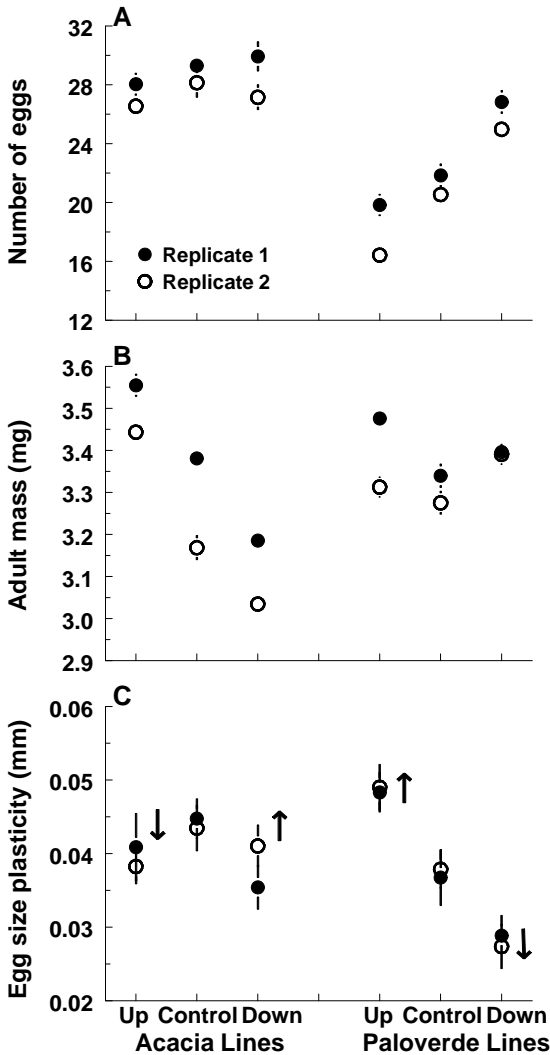 A
Number of eggs
32
28
24
20
16
12
Replicate 1
Replicate 2
B
Adult mass (mg)
3.6
3.5
3.4
3.3
3.2
3.1
3.0
2.9
C
Egg size plasticity (mm)
0.06
0.05
0.04
0.03
0.02
Up Control Down Up Control Down
Acacia Lines Paloverde Lines